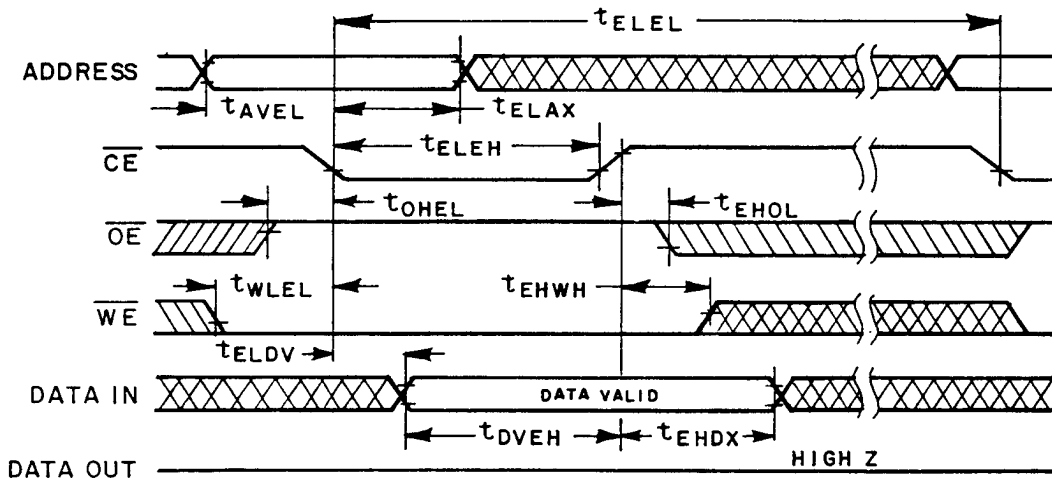 tELEL
ADDRESS
tAVEL
tELAX
CE
tELEH
tOHEL
tEHOL
OE
tWLEL
tEHWH
WE
tELDV
DATA IN
DATA VALID
tDVEH
tEHDX
DATA OUT
HIGH Z